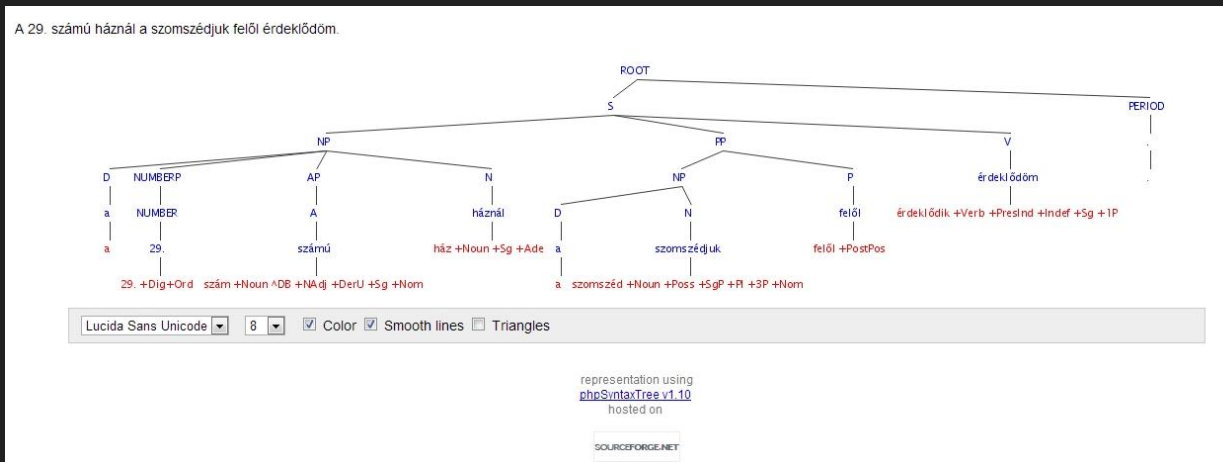 A 29. számú háznál a szomszédjuk felől érdeklődöm.
ROOT
S PERIOD
NP PP V .
D NUMBERP AP N NP P érdeklődöm .
a NUMBER A háznál D N felől érdeklődik +Verb +PresInd +Indef +Sg +1P
a 29. számú ház +Noun +Sg +Ade a szomszédjuk felől +PostPos
29. +Dig+Ord szám +Noun ^DB +NAdj +DerU +Sg +Nom a szomszéd +Noun +Poss +SgP +Pl +3P +Nom
Lucida Sans Unicode 8 Color Smooth lines Triangles
representation using
phpSyntaxTree v1.10
hosted on
SOURCEFORGE.NET